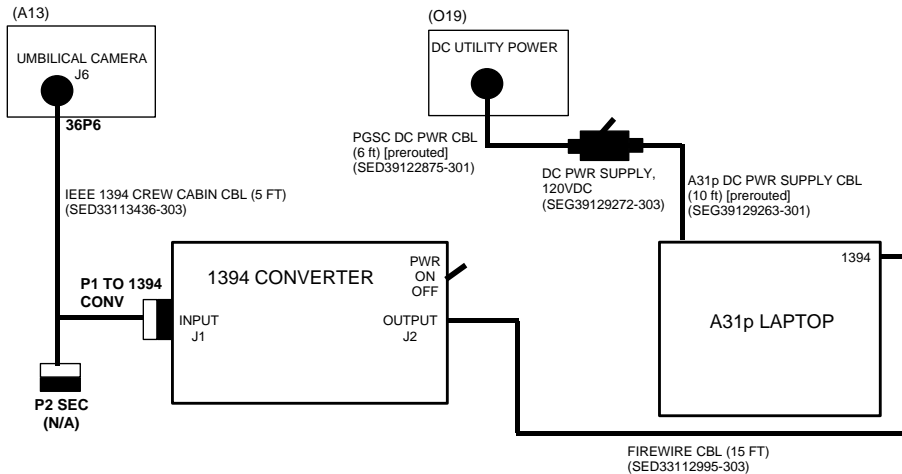 (A13)
UMBILICAL CAMERA
J6
36P6
(O19)
DC UTILITY POWER
PGSC DC PWR CBL
(6 ft) [prerouted]
(SED39122875-301)
DC PWR SUPPLY,
120VDC
(SEG39129272-303)
A31p DC PWR SUPPLY CBL
(10 ft) [prerouted]
(SEG39129263-301)
IEEE 1394 CREW CABIN CBL (5 FT)
(SED33113436-303)
P1 TO 1394
CONV
1394 CONVERTER
PWR
ON
OFF
INPUT
J1
OUTPUT
J2
1394
A31p LAPTOP
P2 SEC
(N/A)
FIREWIRE CBL (15 FT)
(SED33112995-303)